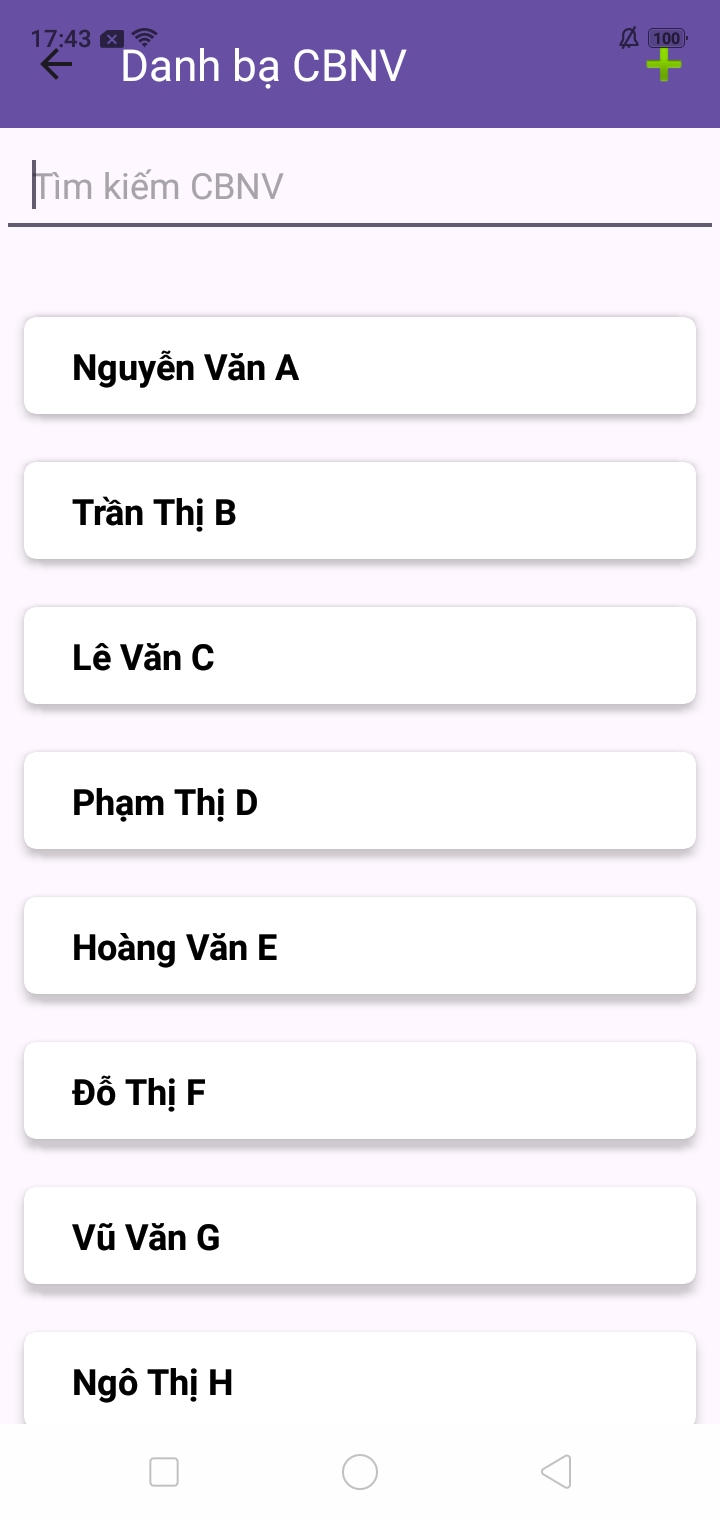 17:43 100
Danh bạ CBNV
Tìm kiếm CBNV
Nguyễn Văn A
Trần Thị B
Lê Văn C
Phạm Thị D
Hoàng Văn E
Đỗ Thị F
Vũ Văn G
Ngô Thị H